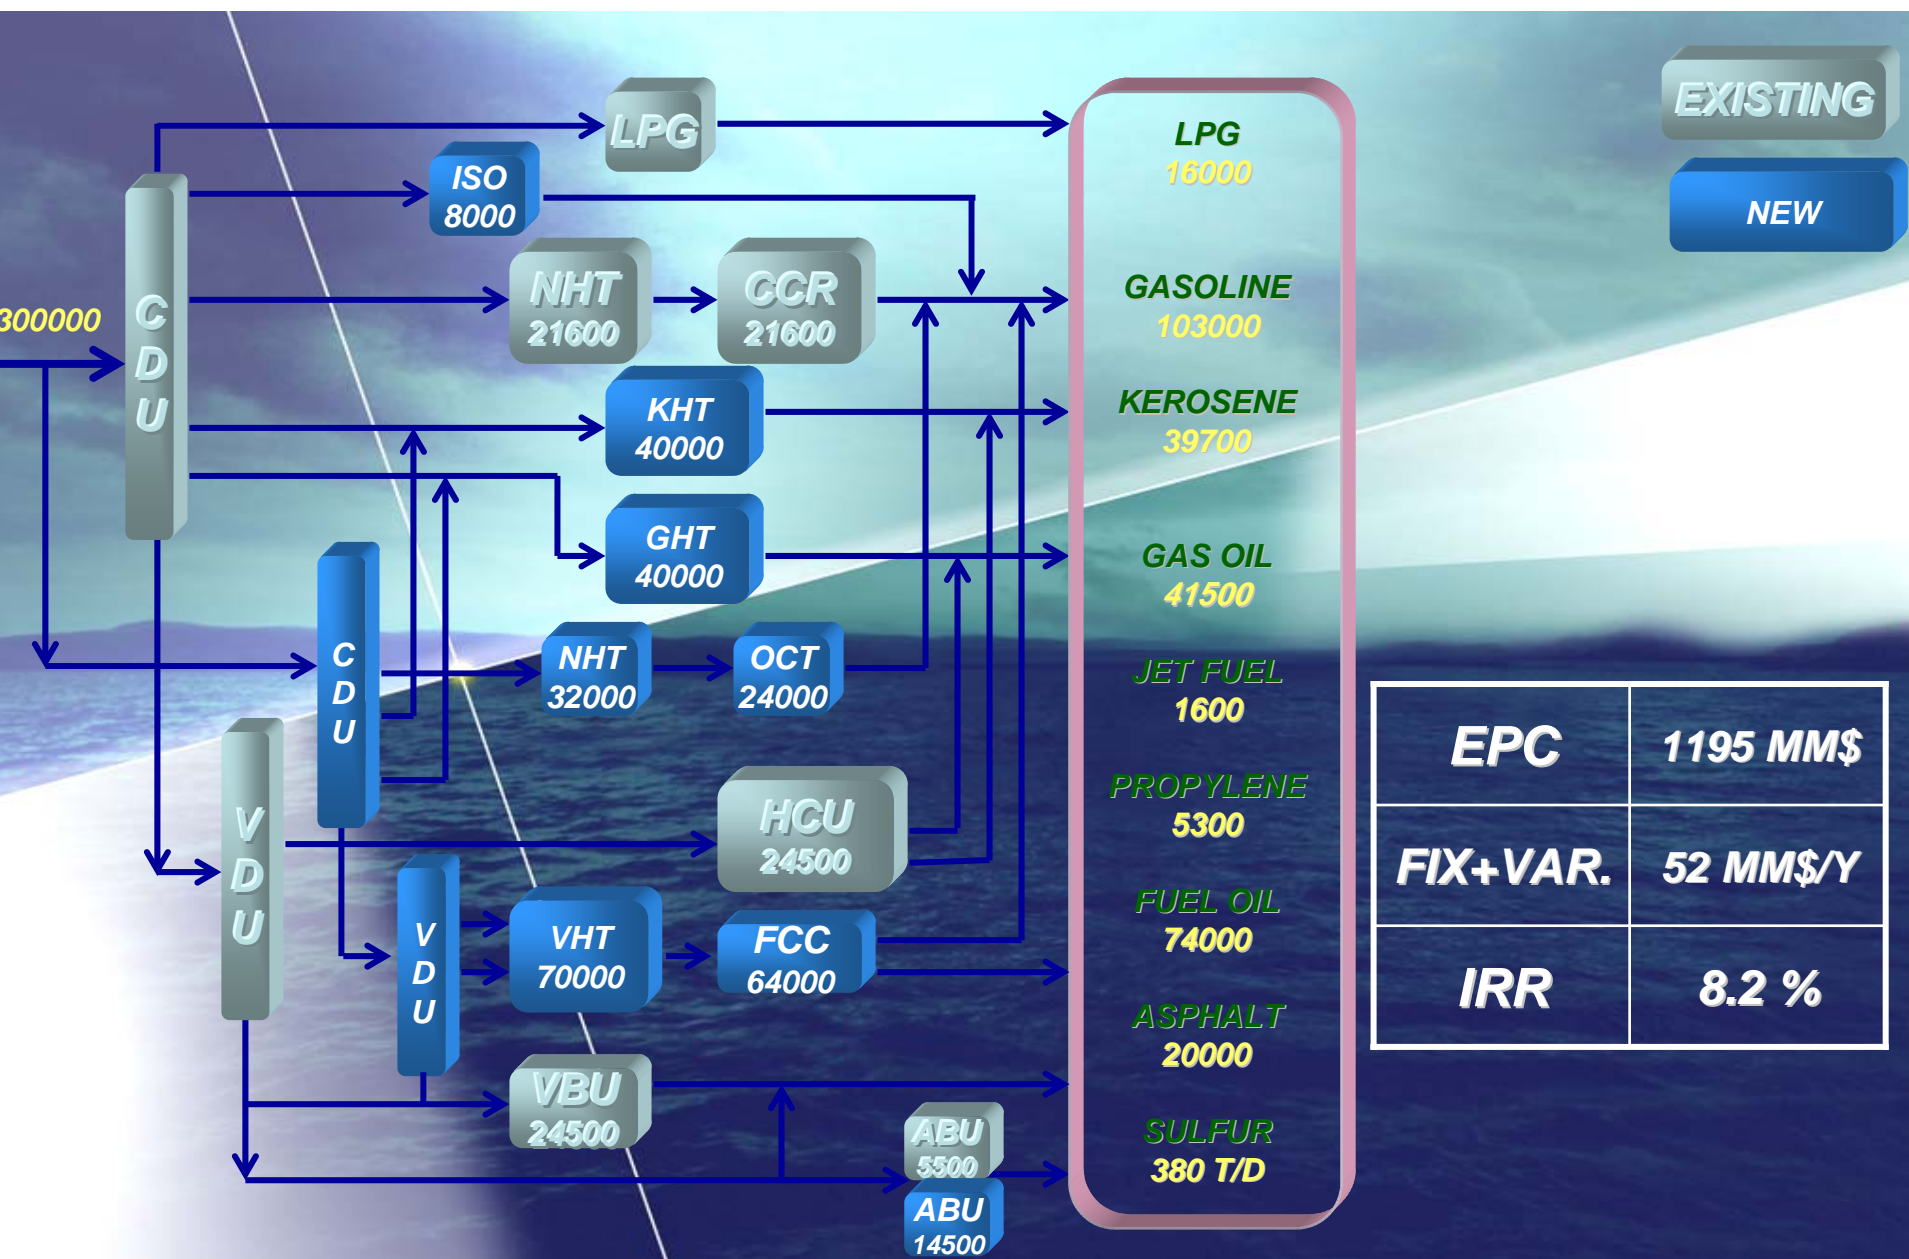 EXISTING
NEW
LPG
ISO
8000
NHT
21600
CCR
21600
300000
C
D
U
KHT
40000
GHT
40000
C
D
U
NHT
32000
OCT
24000
V
D
U
HCU
24500
V
D
U
VHT
70000
FCC
64000
VBU
24500
ABU
5500
ABU
14500
LPG
16000
GASOLINE
103000
KEROSENE
39700
GAS OIL
41500
JET FUEL
1600
PROPYLENE
5300
FUEL OIL
74000
ASPHALT
20000
SULFUR
380 T/D
EPC 1195 MM$
FIX+VAR. 52 MM$/Y
IRR 8.2 %